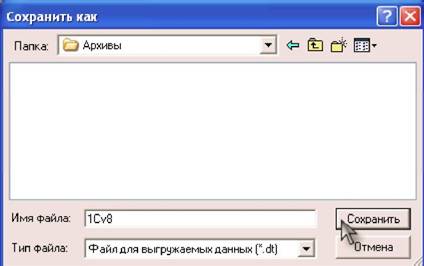 Сохранить как
Папка: Архивы
Имя файла: 1Cv8 Сохранить
Тип файла: Файл для выгружаемых данных (*.dt) Отмена